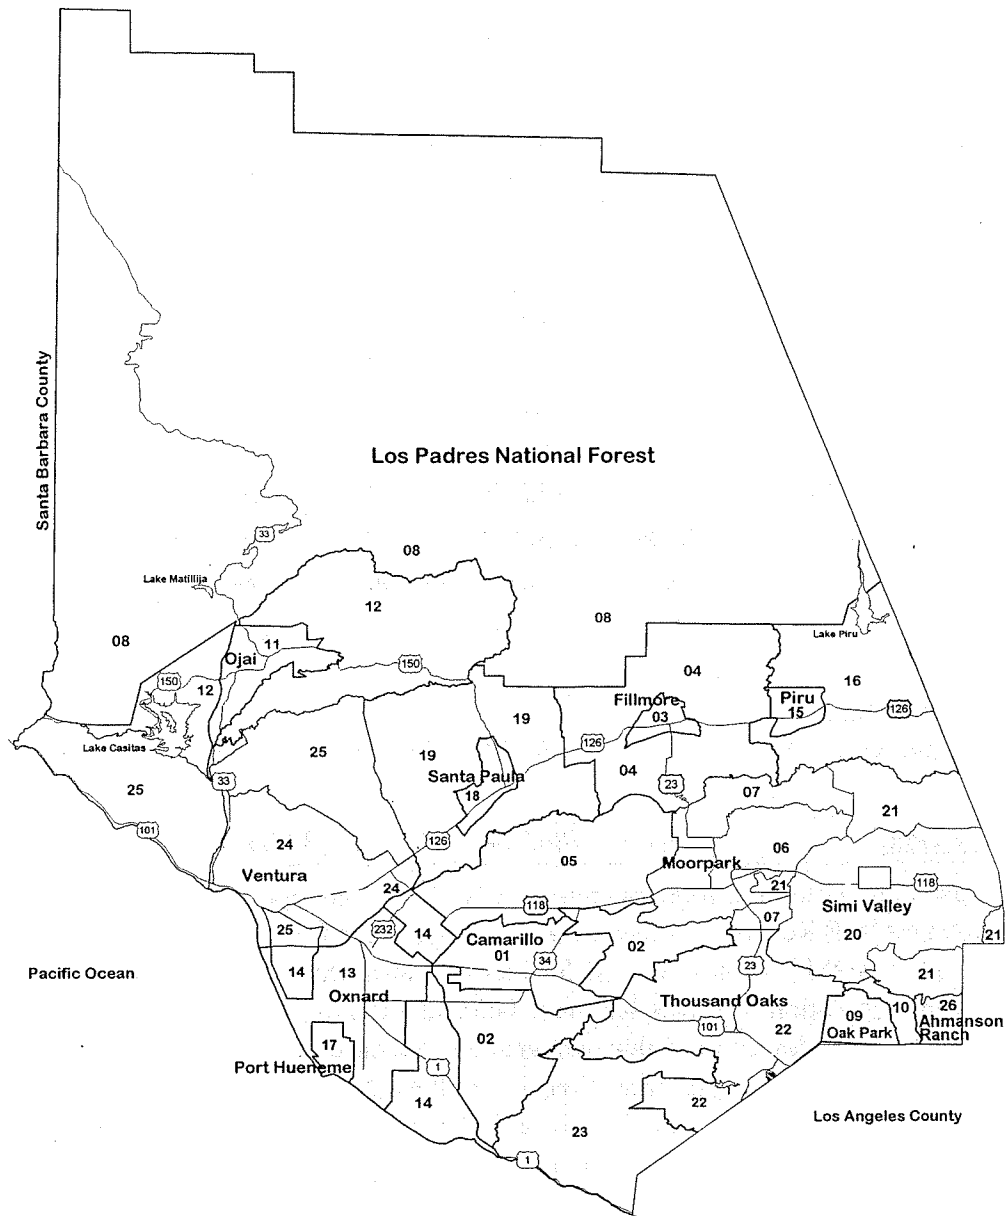 Santa Barbara County
Los Padres National Forest
33
08
Lake Matillija
12
08
08
11
Ojai
150
150
12
Lake Piru
04
16
Fillmore
03
Piru
15
126
19
126
Lake Casitas
25
19
Santa Paula
18
04
23
07
33
25
101
21
126
24
05
06
Moorpark
Ventura
24
21
118
118
Simi Valley
07
25
232
14
Camarillo
01
34
02
20
21
23
21
Pacific Ocean
14
13
Oxnard
Thousand Oaks
101
22
09
Oak Park
10
26
Ahmanson
Ranch
17
02
Port Hueneme
1
14
22
Los Angeles County
23
1